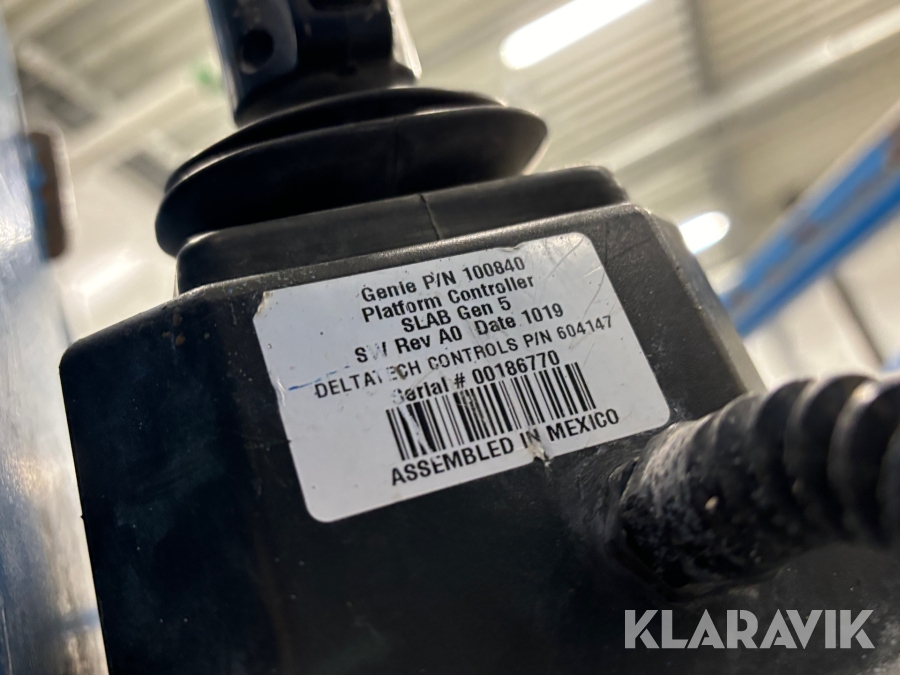 Genie P/N 100840
Platform Controller
SLAB Gen 5
SW Rev A0 Date 1019
DELTATECH CONTROLS P/N 604147
Serial # 00186770
ASSEMBLED IN MEXICO
KLARAVIK